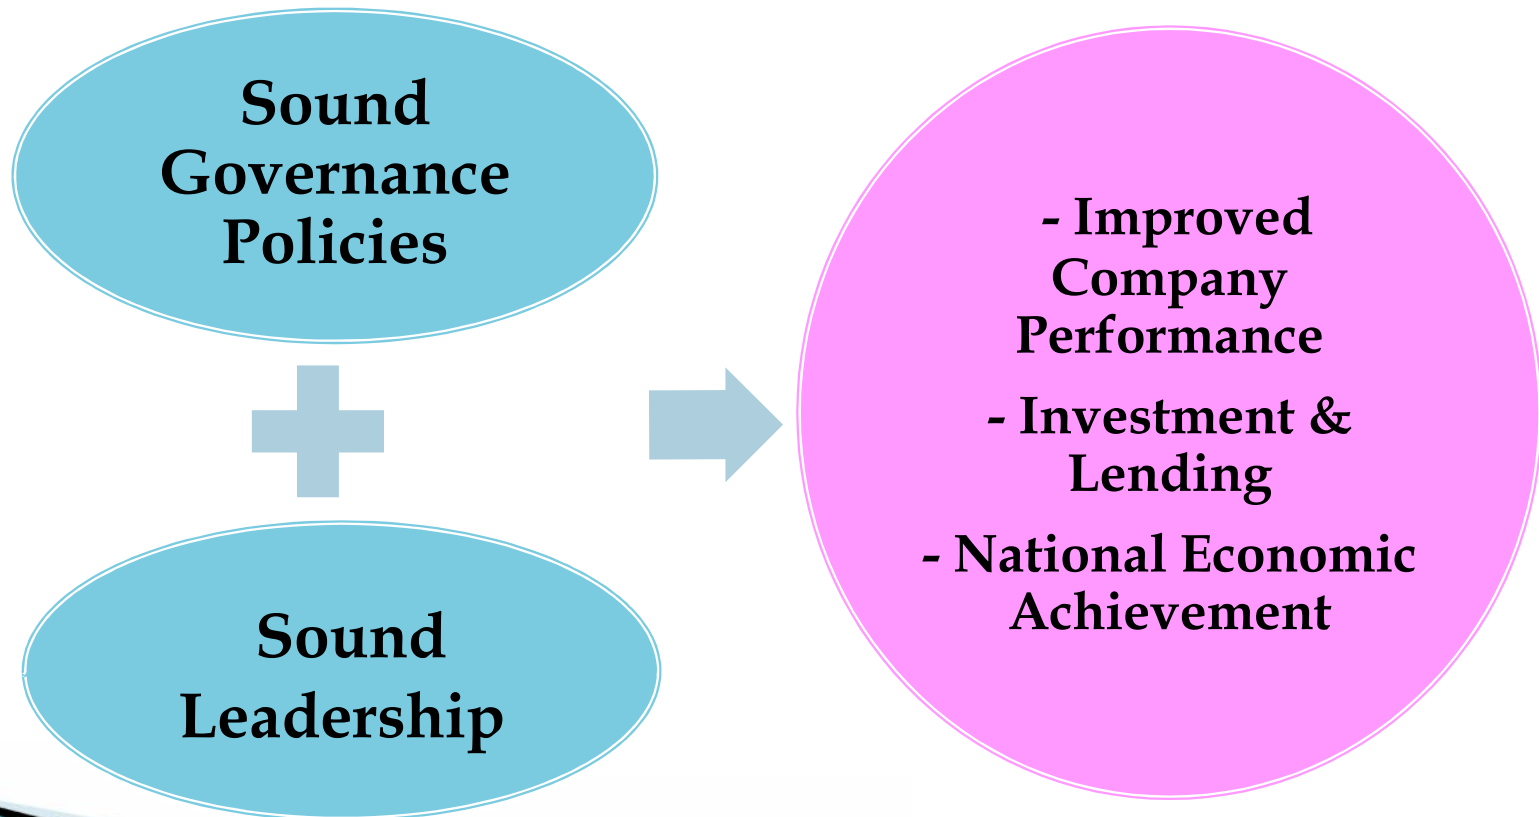 Sound
Governance
Policies
Sound
Leadership
- Improved
Company
Performance
- Investment &
Lending
- National Economic
Achievement